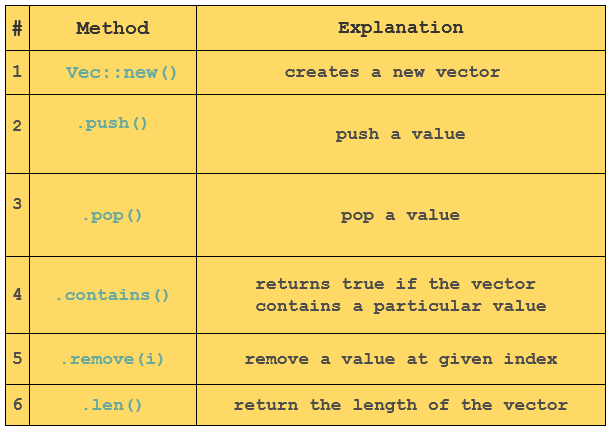 # Method Explanation
1 Vec::new() creates a new vector
2 .push() push a value
3 .pop() pop a value
4 .contains() returns true if the vector
contains a particular value
5 .remove(i) remove a value at given index
6 .len() return the length of the vector